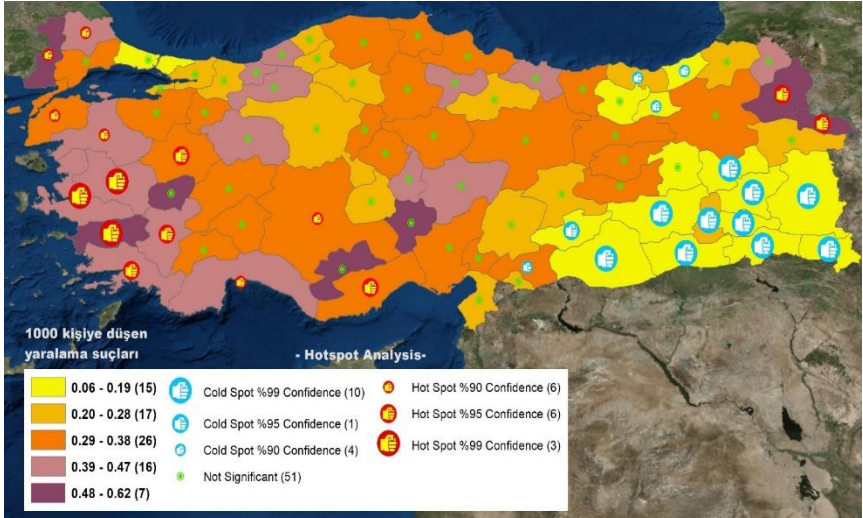 1000 kişiye düşen
yaralama suçları
- Hotspot Analysis-
0.06 - 0.19 (15)
0.20 - 0.28 (17)
0.29 - 0.38 (26)
0.39 - 0.47 (16)
0.48 - 0.62 (7)
Cold Spot %99 Confidence (10)
Cold Spot %95 Confidence (1)
Cold Spot %90 Confidence (4)
Not Significant (51)
Hot Spot %90 Confidence (6)
Hot Spot %95 Confidence (6)
Hot Spot %99 Confidence (3)